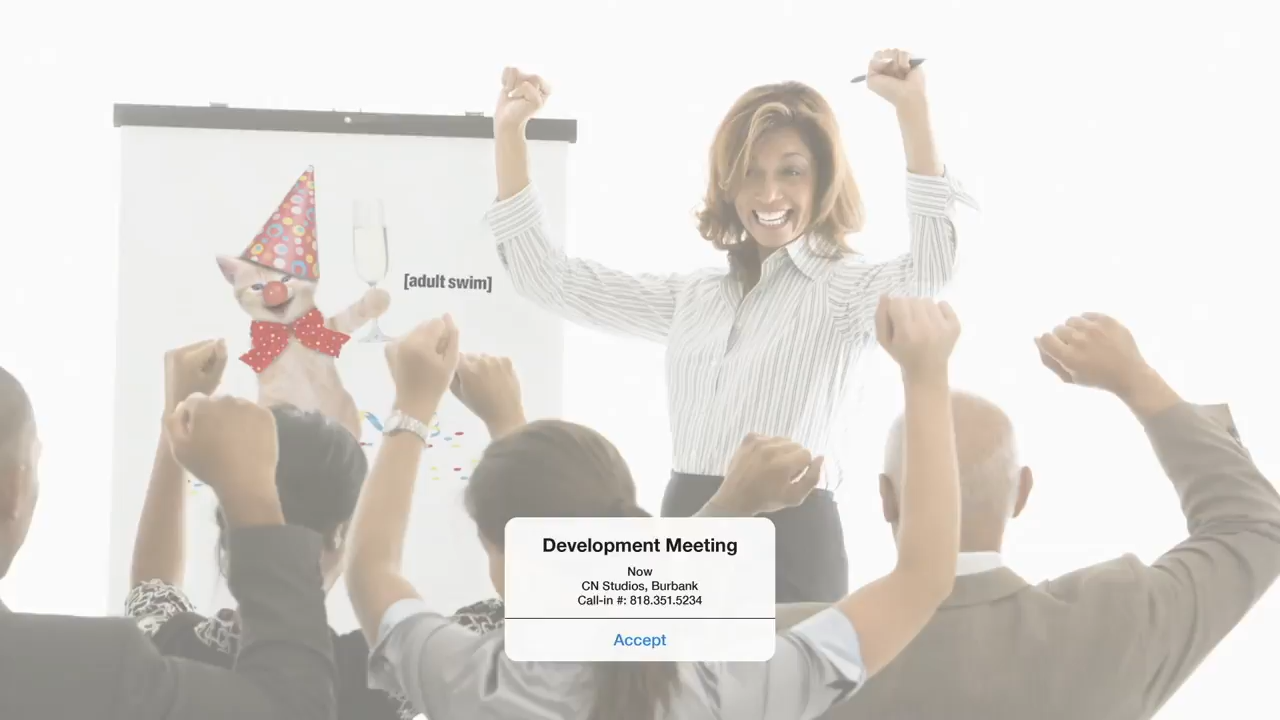 [adult swim]
Development Meeting
Now
CN Studios, Burbank
Call-in #: 818.351.5234
Accept